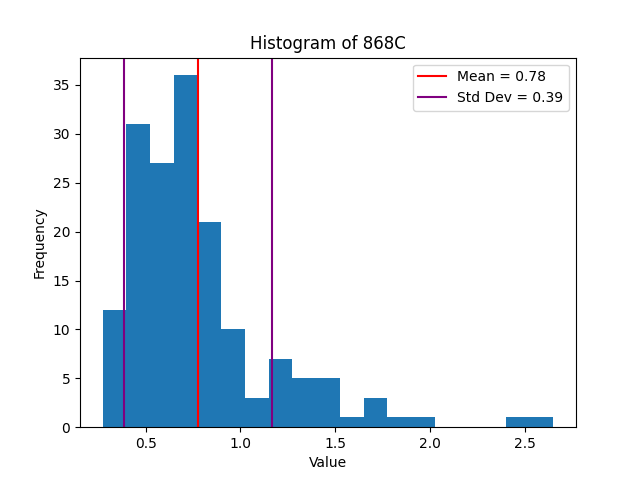 Histogram of 868C
Mean = 0.78
Std Dev = 0.39
Frequency
35
30
25
20
15
10
5
0
0.5 1.0 1.5 2.0 2.5
Value